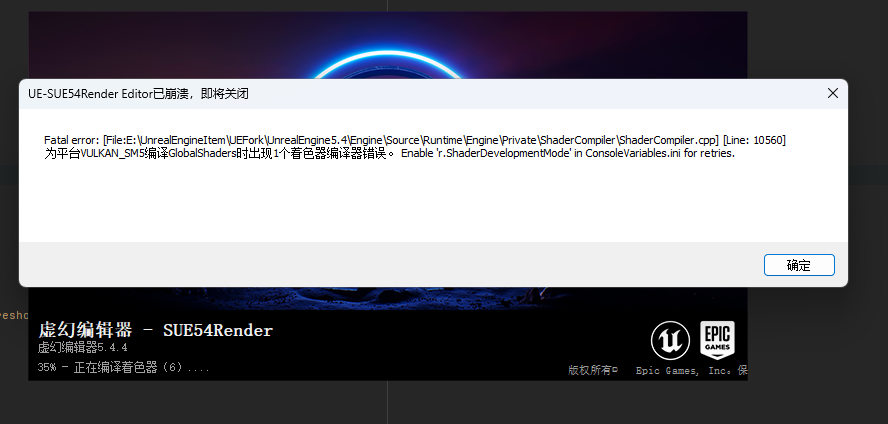 UE-SUE54Render Editor已崩溃，即将关闭
Fatal error: [File:E:\UnrealEngineItem\UEFork\UnrealEngine5.4\Engine\Source\Runtime\Engine\Private\ShaderCompiler\ShaderCompiler.cpp] [Line: 10560]
为平台VULKAN_SM5编译GlobalShaders时出现1个着色器编译器错误。 Enable 'r.ShaderDevelopmentMode' in ConsoleVariables.ini for retries.
确定
虚幻编辑器 - SUE54Render
虚幻编辑器5.4.4
35% - 正在编译着色器（6）....
EPIC
GAMES
版权所有© Epic Games, Inc。保